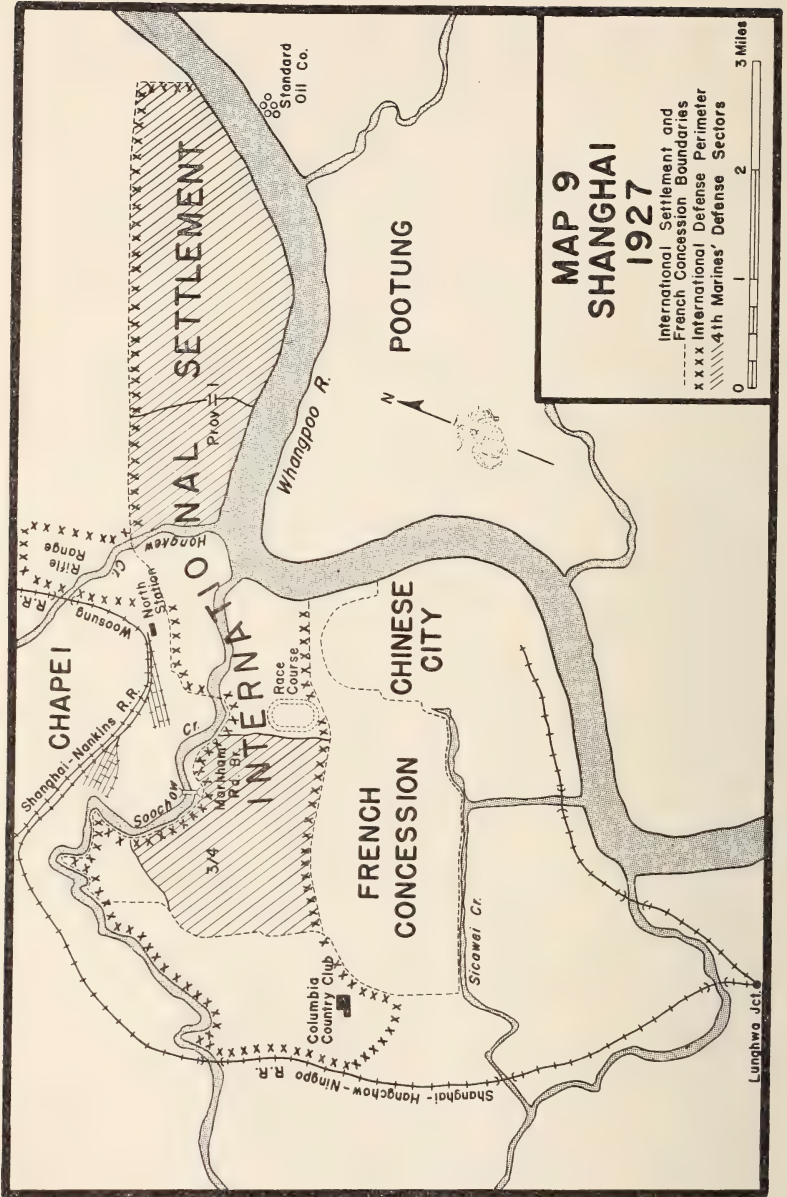 MAP 9
SHANGHAI
1927
International Settlement and
----- French Concession Boundaries
x x x x International Defense Perimeter
\\\\\\ 4th Marines' Defense Sectors
0 1 2 3 Miles
Standard
Oil Co.
INTERNATIONAL SETTLEMENT
Prov 1
Whangpoo R.
POOTUNG
N
Hongkew
Cr.
Rifle
Range
Woosung
R.R.
North
Station
CHAPEI
Shanghai-Nankins R.R.
Soochow
Cr.
Markham
Rd. Br.
Race
Course
3/4
CHINESE
CITY
FRENCH
CONCESSION
Sicawei Cr.
Columbia
Country Club
Shanghai - Hangchow - Ningpo
R.R.
Lunghwa Jct.